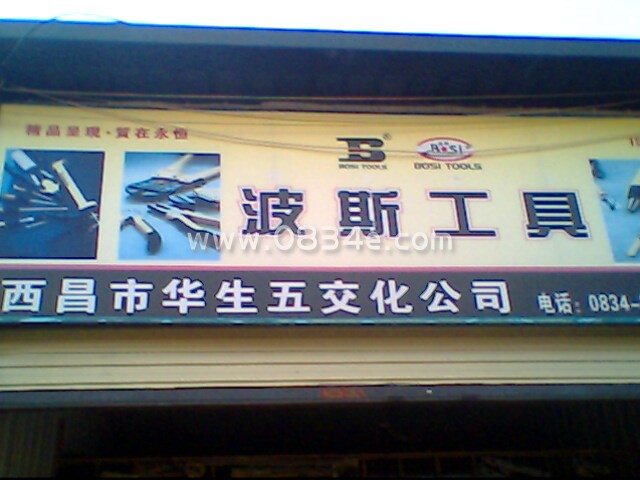 精品呈現·質在永恒
B®
BOSI TOOLS
BOSI
BOSI TOOLS
波斯工具
www.0834e.com
西昌市华生五交化公司 电话: 0834-